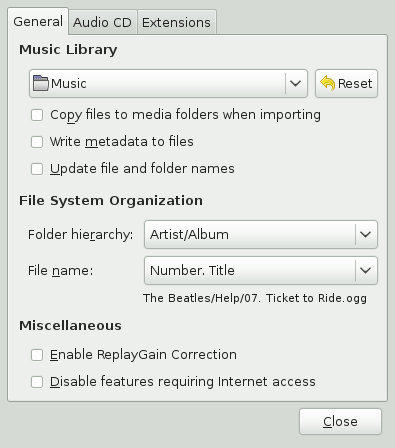 General Audio CD Extensions
Music Library
Music Reset
Copy files to media folders when importing
Write metadata to files
Update file and folder names
File System Organization
Folder hierarchy: Artist/Album
File name: Number. Title
The Beatles/Help/07. Ticket to Ride.ogg
Miscellaneous
Enable ReplayGain Correction
Disable features requiring Internet access
Close